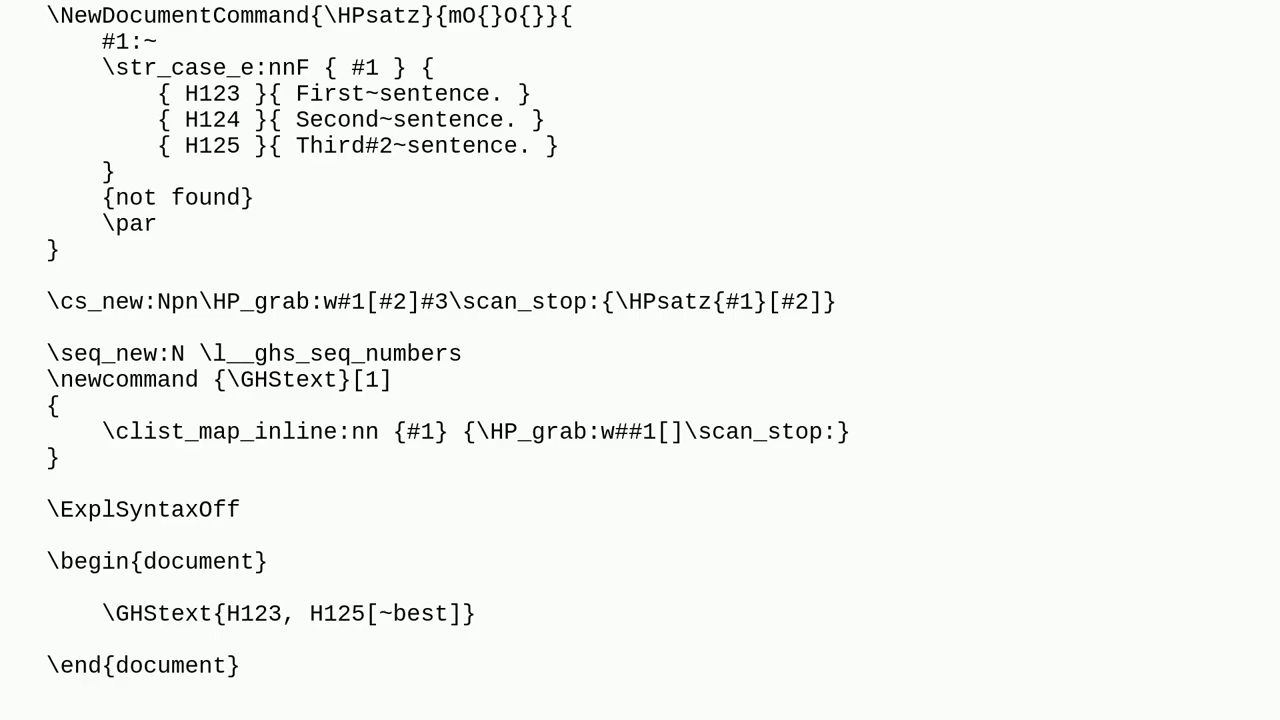 \NewDocumentCommand{\HPsatz}{mO{}O{}}{
    #1:~
    \str_case_e:nnF { #1 } {
        { H123 }{ First~sentence. }
        { H124 }{ Second~sentence. }
        { H125 }{ Third#2~sentence. }
    }
    {not found}
    \par
}

\cs_new:Npn\HP_grab:w#1[#2]#3\scan_stop:{\HPsatz{#1}[#2]}

\seq_new:N \l__ghs_seq_numbers
\newcommand {\GHStext}[1]
{
    \clist_map_inline:nn {#1} {\HP_grab:w##1[]\scan_stop:}
}

\ExplSyntaxOff

\begin{document}

    \GHStext{H123, H125[~best]}

\end{document}